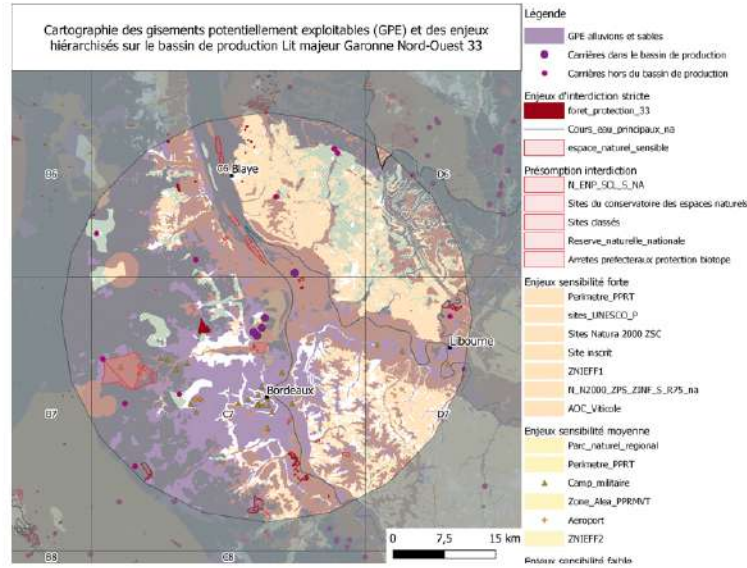 Cartographie des gisements potentiellement exploitables (GPE) et des enjeux
hiérarchisés sur le bassin de production Lit majeur Garonne Nord-Ouest 33
B6
C6
Blaye
D6
Libourne
Bordeaux
B7
C7
D7
B8
C8
0 7,5 15 km
Légende
GPE alluvions et sables
Carrières dans le bassin de production
Carrières hors du bassin de production
Enjeux d'interdiction stricte
foret_protection_33
Cours_eau_principaux_na
espace_naturel_sensible
Présomption interdiction
N_ENP_SCL_S_NA
Sites du conservatoire des espaces naturels
Sites classés
Reserve_naturelle_nationale
Arretes prefecteraux protection biotope
Enjeux sensibilité forte
Perimetre_PPRT
sites_UNESCO_P
Sites Natura 2000 ZSC
Site inscrit
ZNIEFF1
N_N2000_ZPS_ZINF_S_R75_na
AOC_Viticole
Enjeux sensibilité moyenne
Parc_naturel_regional
Perimetre_PPRT
Camp_militaire
Zone_Alea_PPRMVT
Aeroport
ZNIEFF2
Enjeux sensibilité faible